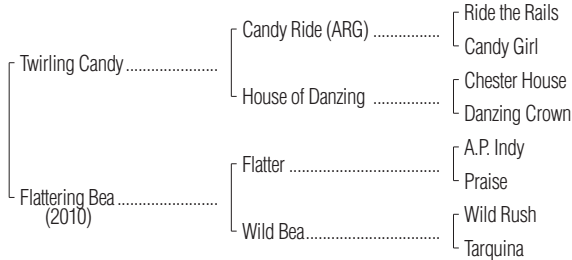 Ride the Rails
Candy Ride (ARG) ................
Candy Girl
Twirling Candy ......................
Chester House
House of Danzing ................
Danzing Crown
A.P. Indy
Flatter ....................................
Praise
Flattering Bea ........................
(2010)
Wild Rush
Wild Bea................................
Tarquina